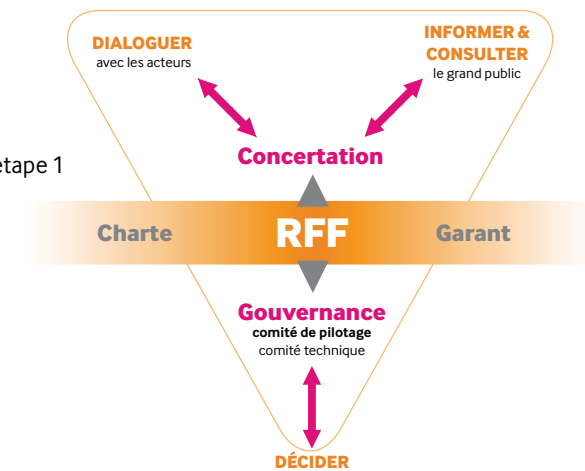 DIALOGUER
avec les acteurs
INFORMER &
CONSULTER
le grand public
étape 1
Concertation
Charte
RFF
Garant
Gouvernance
comité de pilotage
comité technique
DÉCIDER